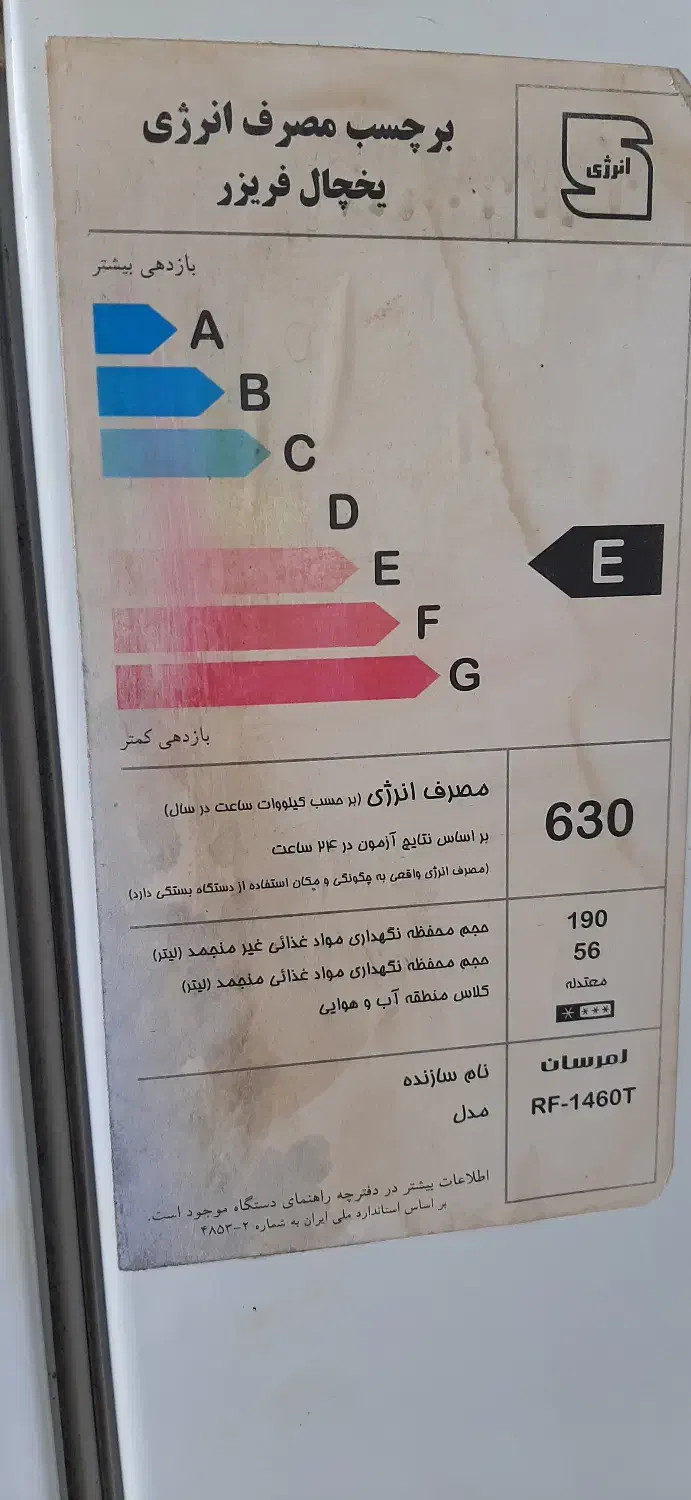 برچسب مصرف انرژی
یخچال فریزر
انرژی
بازدهی بیشتر
A
B
C
D
E
E
F
G
بازدهی کمتر
مصرف انرژی (بر حسب کیلووات ساعت در سال)
630
بر اساس نتایج آزمون در ۲۴ ساعت
(مصرف انرژی واقعی به چگونگی و مکان استفاده از دستگاه بستگی دارد)
حجم محفظه نگهداری مواد غذائی غیر منجمد (لیتر)
190
حجم محفظه نگهداری مواد غذائی منجمد (لیتر)
56
کلاس منطقه آب و هوایی
معتدله
نام سازنده
امرسان
مدل
RF-1460T
اطلاعات بیشتر در دفترچه راهنمای دستگاه موجود است.
بر اساس استاندارد ملی ایران به شماره ۲-۴۸۵۳